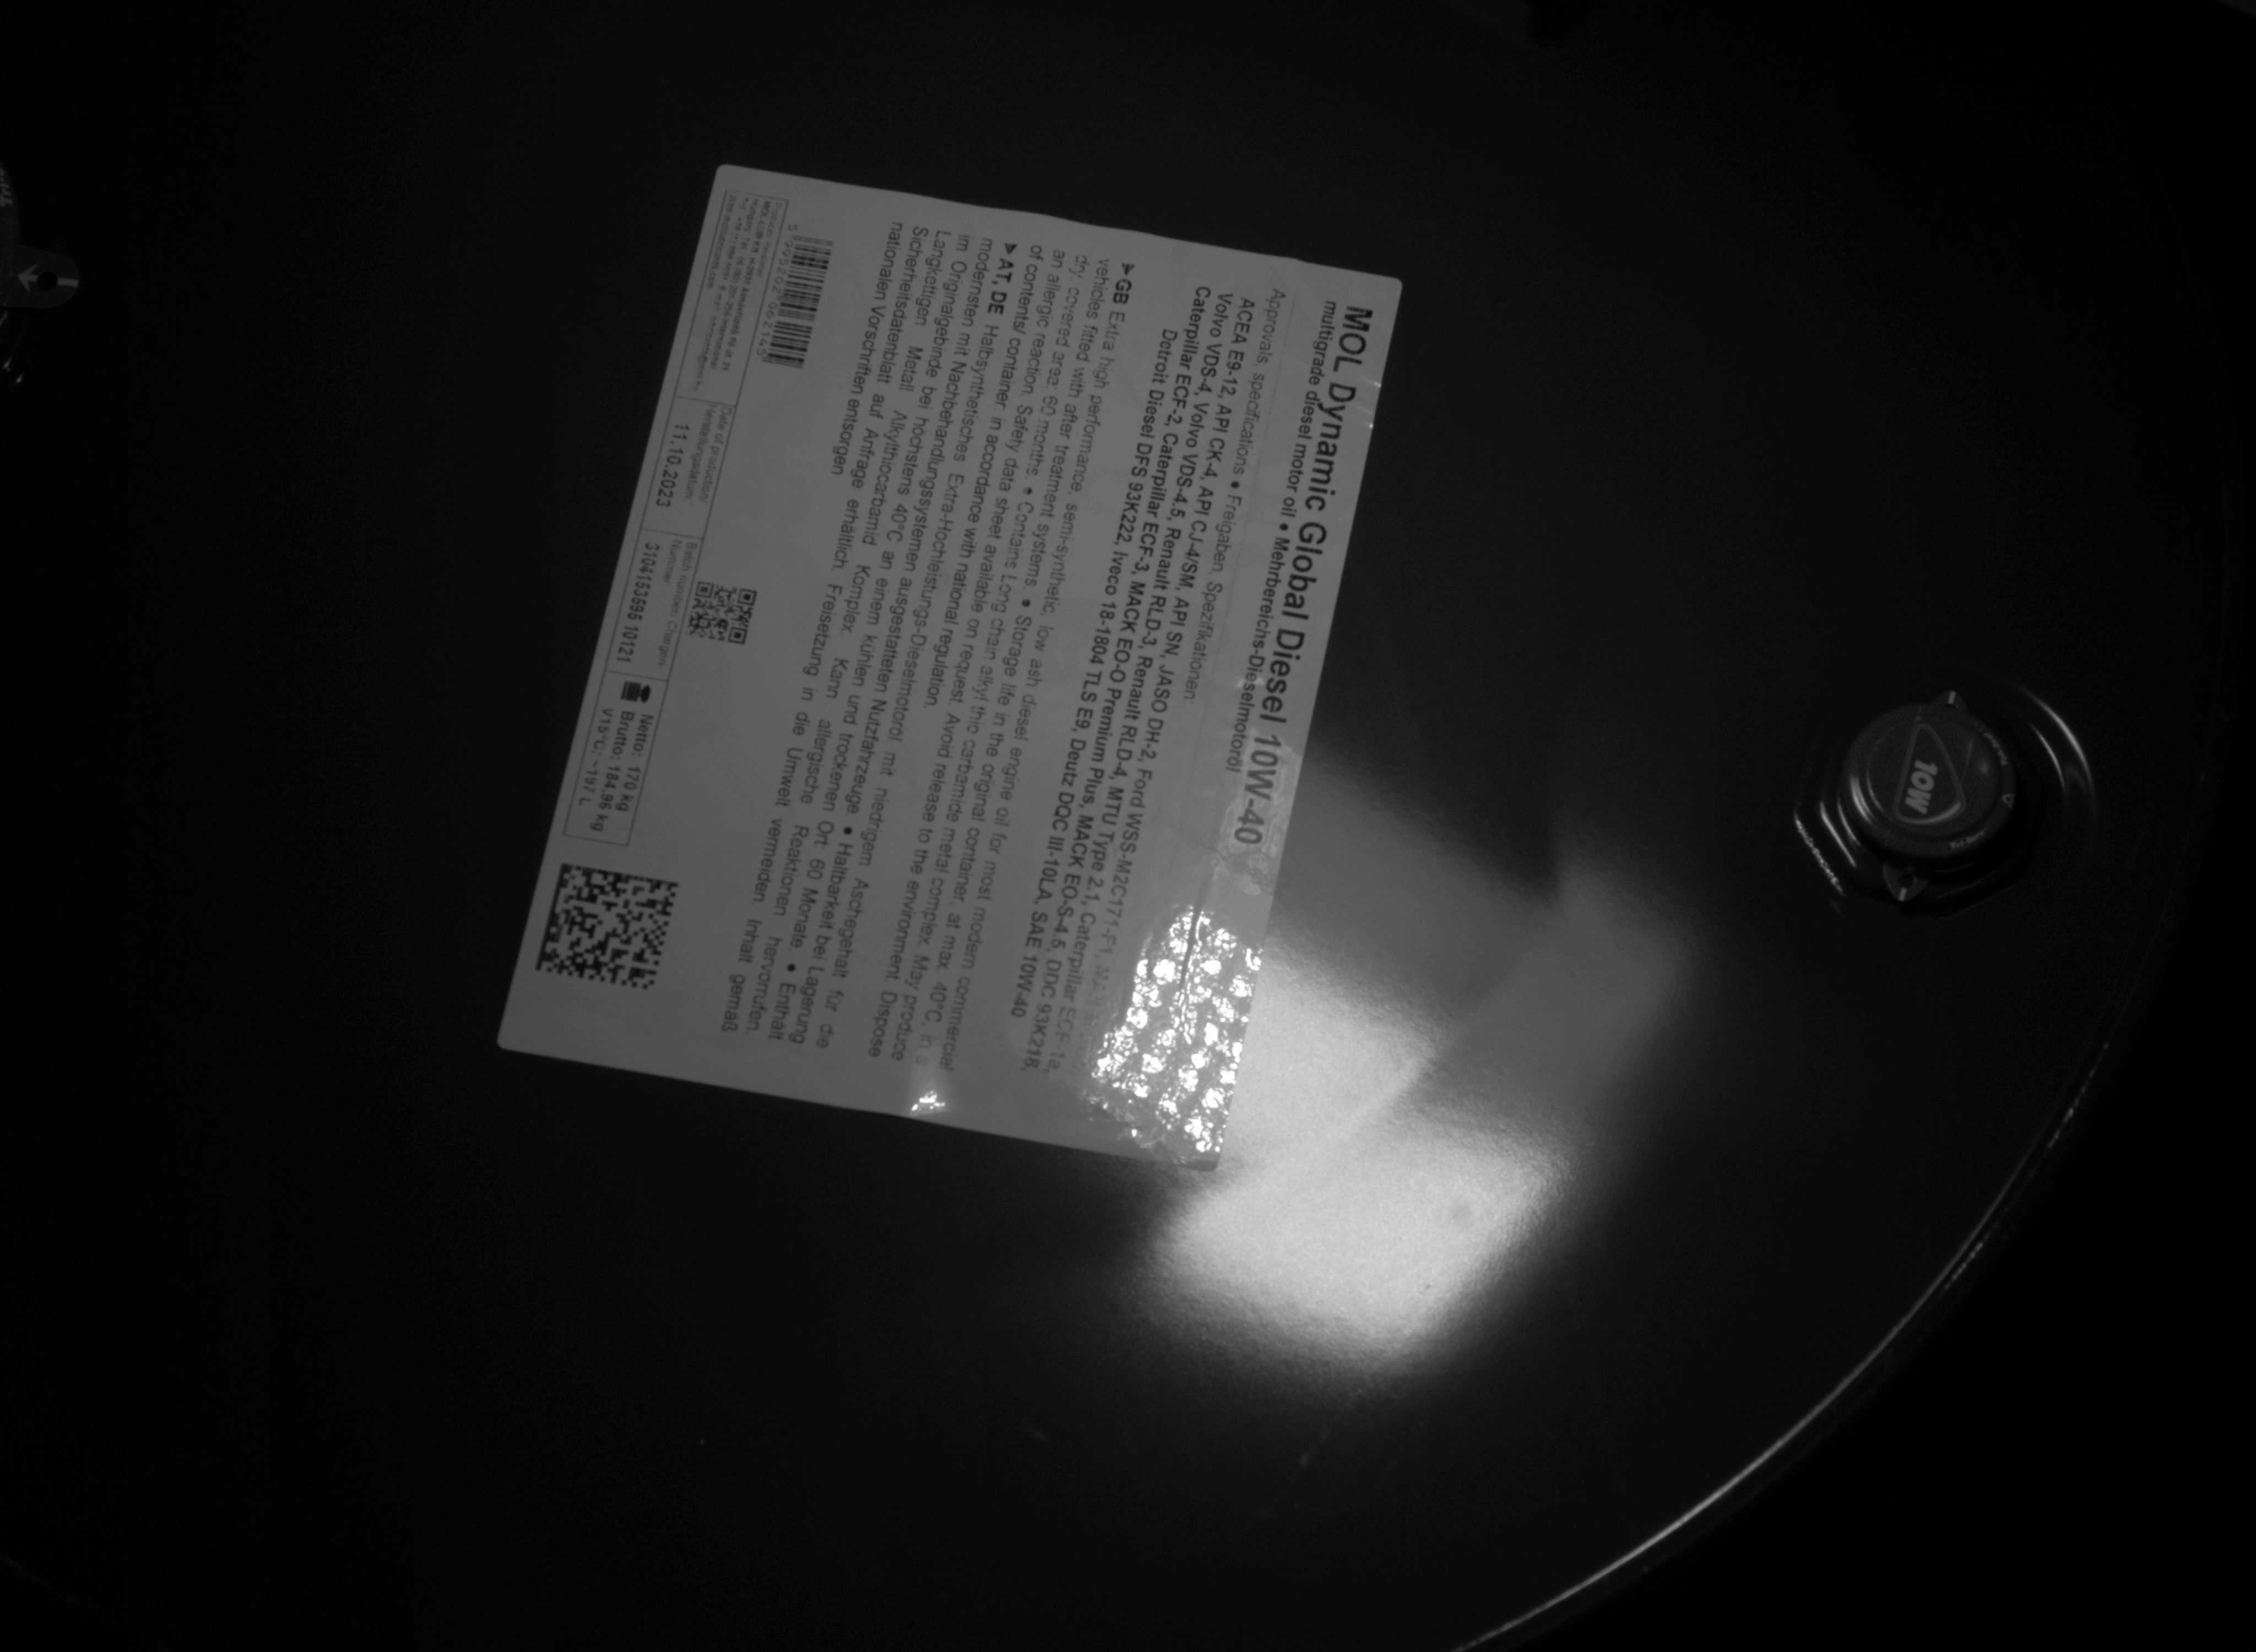 MOL Dynamic Global Diesel 10W-40
multigrade diesel motor oil • Mehrbereichs-Dieselmotoröl
Approvals, specifications • Freigaben, Spezifikationen:
ACEA E9-12, API CK-4, API CJ-4/SM, API SN, JASO DH-2, Ford WSS-M2C171-F1,
Volvo VDS-4, Volvo VDS-4.5, Renault RLD-3, Renault RLD-4, MTU Type 2.1, Caterpillar ECF-1a,
Caterpillar ECF-2, Caterpillar ECF-3, MACK EO-O Premium Plus, MACK EO-S-4.5, DDC 93K218,
Detroit Diesel DFS 93K222, Iveco 18-1804 TLS E9, Deutz DQC III-10LA, SAE 10W-40
GB Extra high performance, semi-synthetic, low ash diesel engine oil for most modern commercial
vehicles fitted with after treatment systems. • Storage life in the original container, at max. 40°C, in a
dry, covered area: 60 months. • Contains Long chain alkyl thio carbamide metal complex. May produce
an allergic reaction. Safety data sheet available on request. Avoid release to the environment. Dispose
of contents/ container: in accordance with national regulation.
AT, DE Halbsynthetisches Extra-Hochleistungs-Dieselmotoröl mit niedrigem Aschegehalt für die
modernsten mit Nachbehandlungssystemen ausgestatteten Nutzfahrzeuge. • Haltbarkeit bei Lagerung
im Originalgebinde bei höchstens 40°C an einem kühlen und trockenen Ort: 60 Monate. • Enthält
Langkettigen Metall Alkylthiocarbamid Komplex. Kann allergische Reaktionen hervorrufen.
Sicherheitsdatenblatt auf Anfrage erhältlich. Freisetzung in die Umwelt vermeiden. Inhalt gemäß
nationalen Vorschriften entsorgen
5 995202 062145
Date of production:
Herstellungsdatum:
11.10.2023
Batch number: Chargen-
Nummer:
310415359510121
Netto: 170 kg
Brutto: 184,96 kg
V15°C: ~197 L
MOL